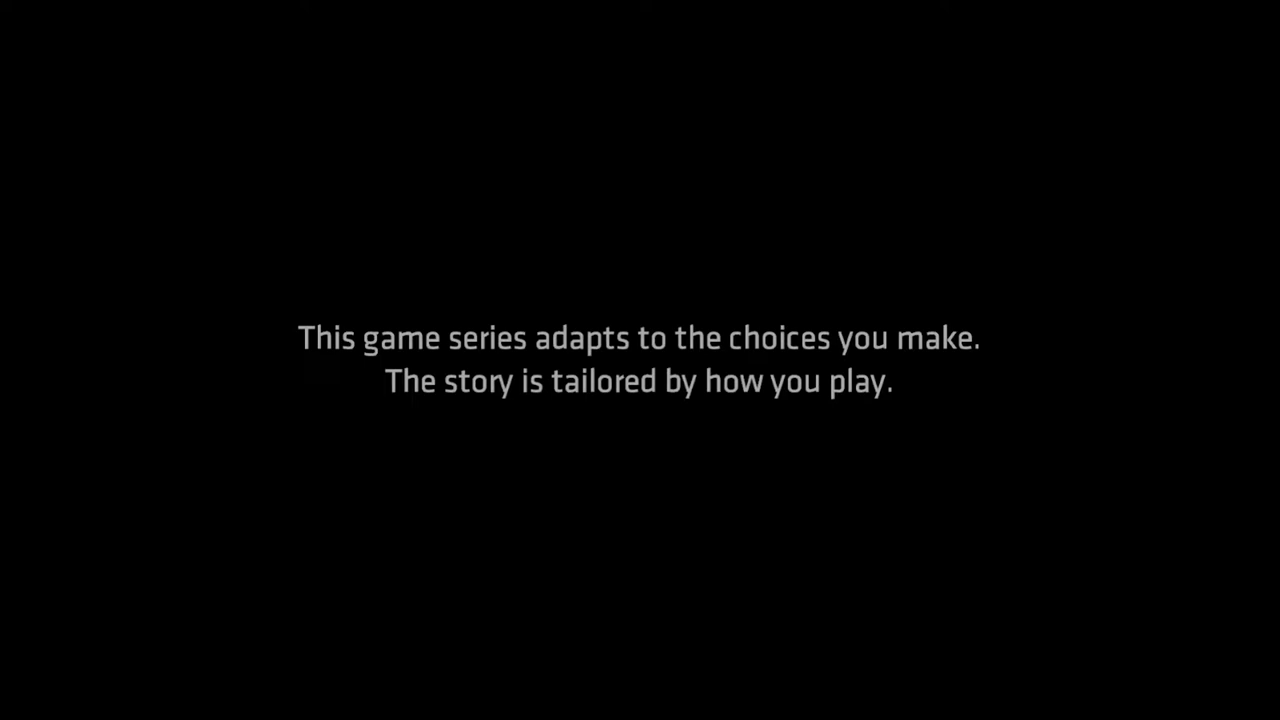 This game series adapts to the choices you make.
The story is tailored by how you play.